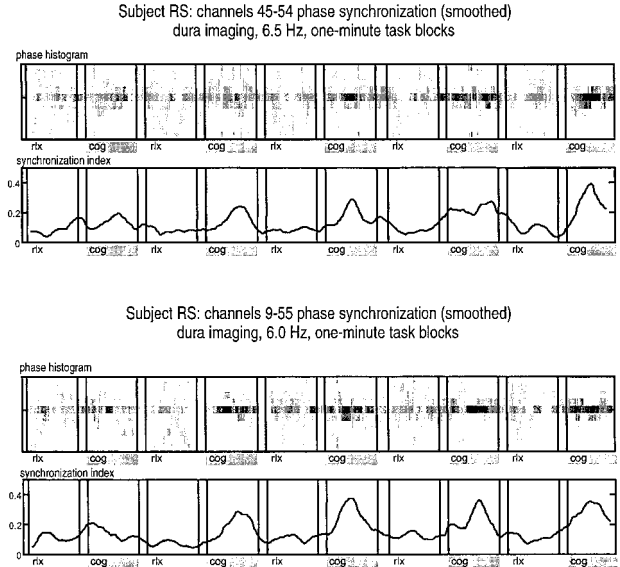 Subject RS: channels 45-54 phase synchronization (smoothed)
dura imaging, 6.5 Hz, one-minute task blocks
phase histogram
rlx cog rlx cog rlx cog rlx cog rlx cog
synchronization index
0.4
0.2
0
rlx cog rlx cog rlx cog rlx cog rlx cog
Subject RS: channels 9-55 phase synchronization (smoothed)
dura imaging, 6.0 Hz, one-minute task blocks
phase histogram
rlx cog rlx cog rlx cog rlx cog rlx cog
synchronization index
0.4
0.2
0
rlx cog rlx cog rlx cog rlx cog rlx cog